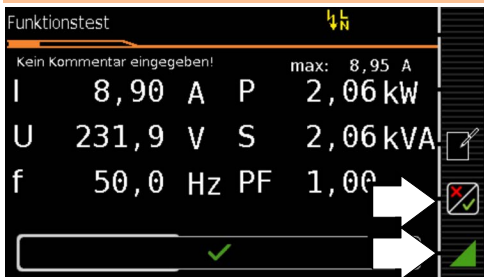 Funktionstest L N
Kein Kommentar eingegeben! max: 8,95 A
I 8,90 A P 2,06 kW
U 231,9 V S 2,06 kVA
f 50,0 Hz PF 1,00